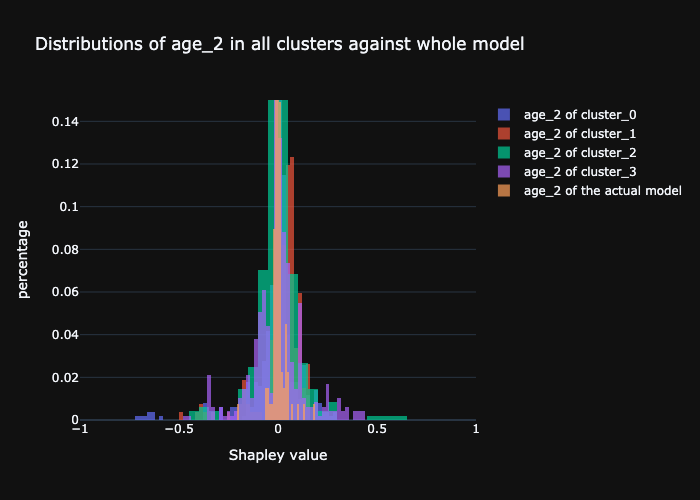 Distributions of age_2 in all clusters against whole model
age_2 of cluster_0
age_2 of cluster_1
age_2 of cluster_2
age_2 of cluster_3
age_2 of the actual model
percentage
0.14
0.12
0.1
0.08
0.06
0.04
0.02
0
−1
−0.5
0
0.5
1
Shapley value